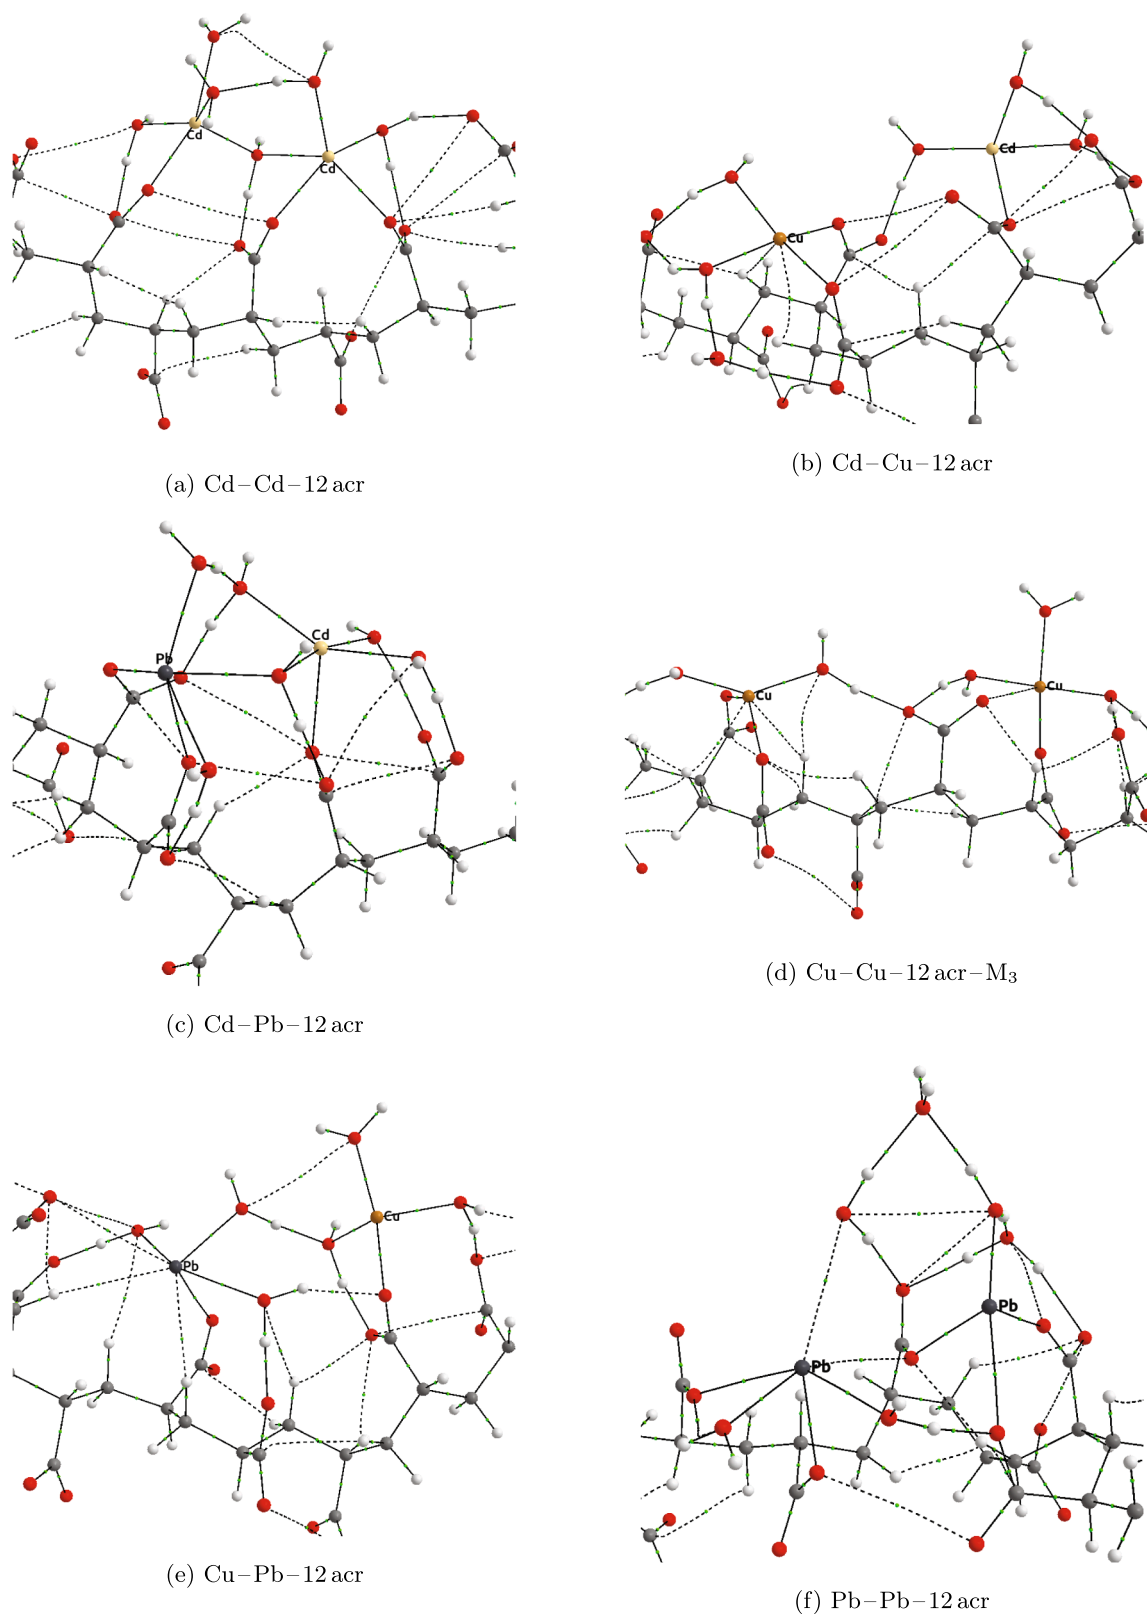 Cd
Cd
(a) Cd–Cd–12 acr
Cd
Cu
(b) Cd–Cu–12 acr
Cd
Pb
(c) Cd–Pb–12 acr
Cu
Cu
(d) Cu–Cu–12 acr–M₃
Cu
Pb
(e) Cu–Pb–12 acr
Pb
Pb
(f) Pb–Pb–12 acr